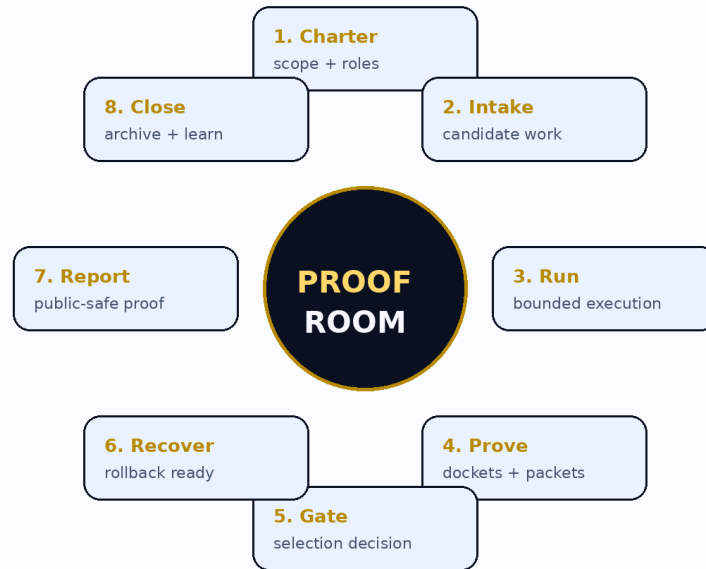 1. Charter
scope + roles
8. Close
archive + learn
2. Intake
candidate work
7. Report
public-safe proof
PROOF
ROOM
3. Run
bounded execution
6. Recover
rollback ready
4. Prove
dockets + packets
5. Gate
selection decision